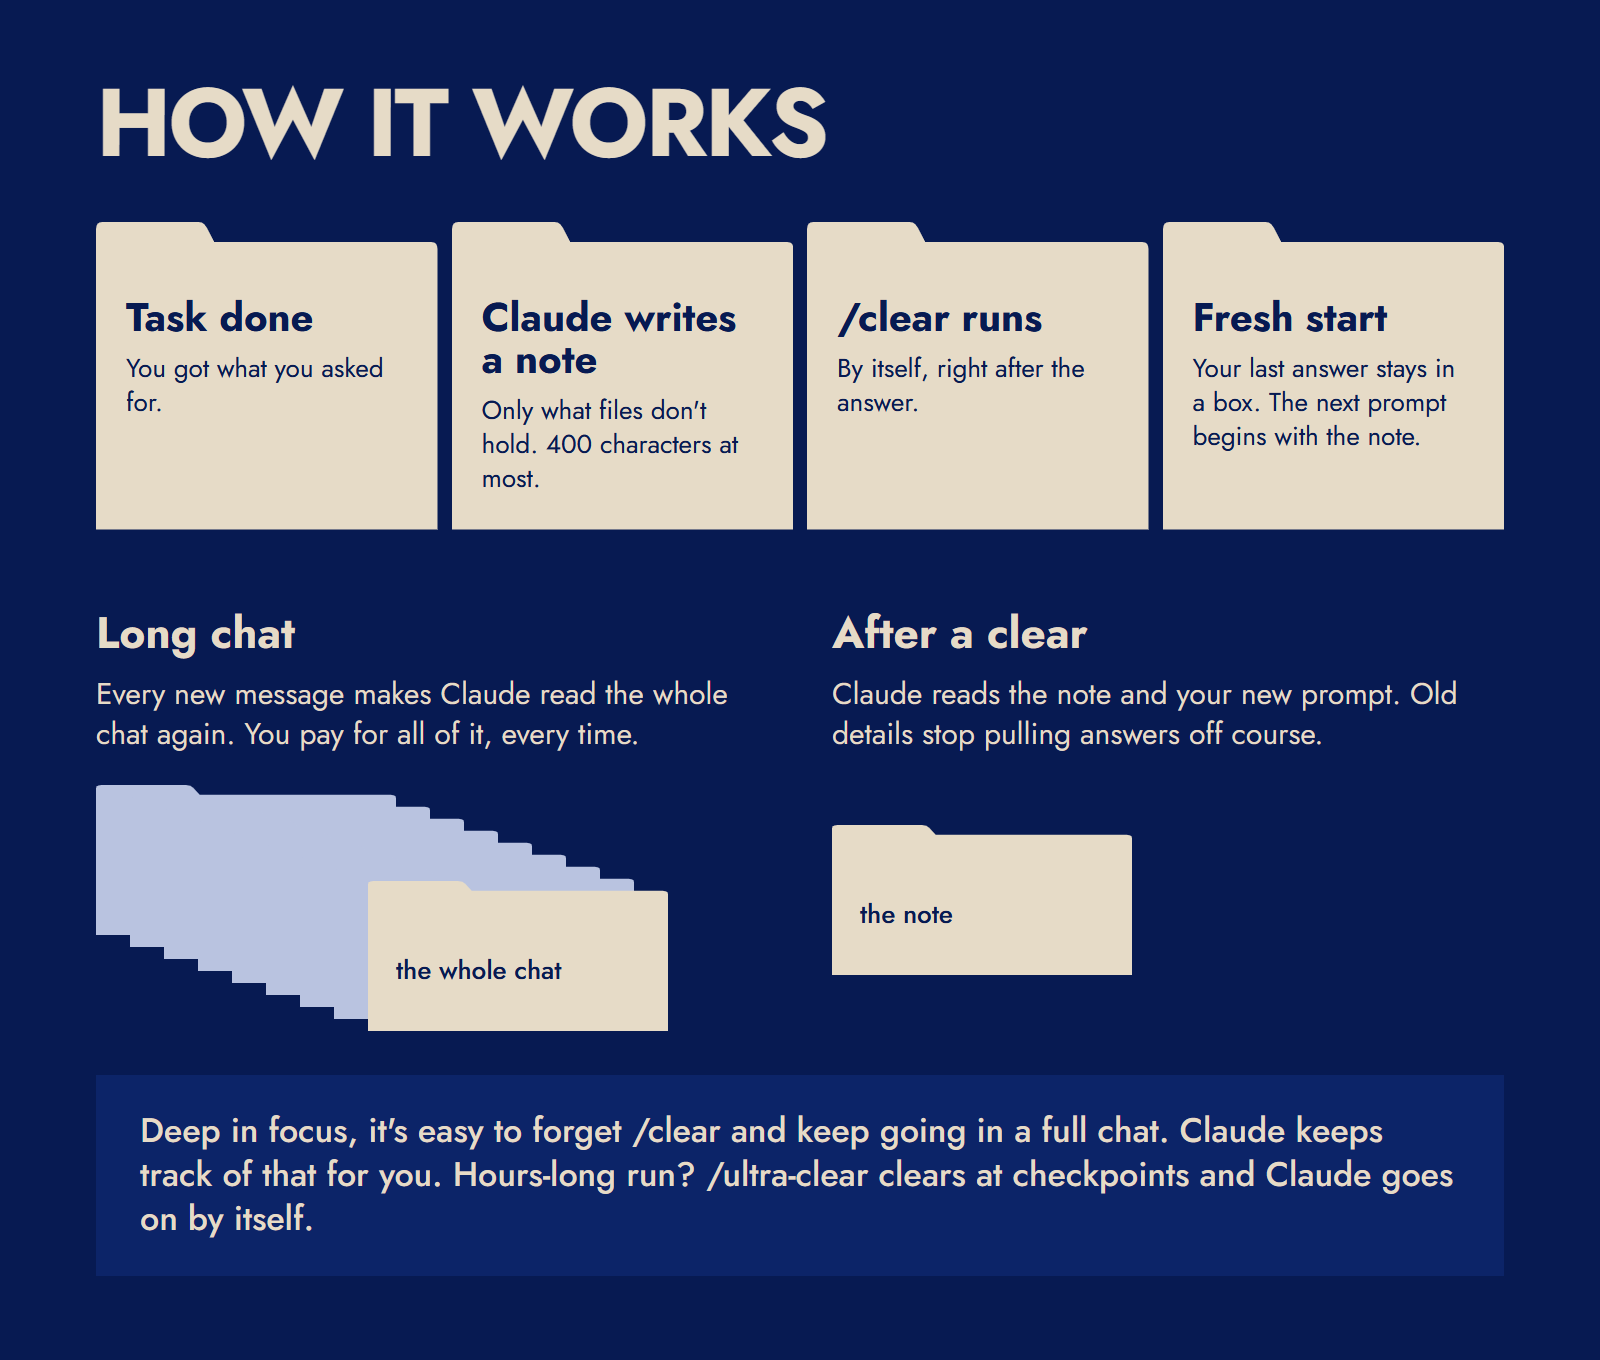 HOW IT WORKS
Task done
You got what you asked
for.
Claude writes
a note
Only what files don't
hold. 400 characters at
most.
/clear runs
By itself, right after the
answer.
Fresh start
Your last answer stays in
a box. The next prompt
begins with the note.
Long chat
Every new message makes Claude read the whole
chat again. You pay for all of it, every time.
the whole chat
After a clear
Claude reads the note and your new prompt. Old
details stop pulling answers off course.
the note
Deep in focus, it's easy to forget /clear and keep going in a full chat. Claude keeps
track of that for you. Hours-long run? /ultra-clear clears at checkpoints and Claude goes
on by itself.